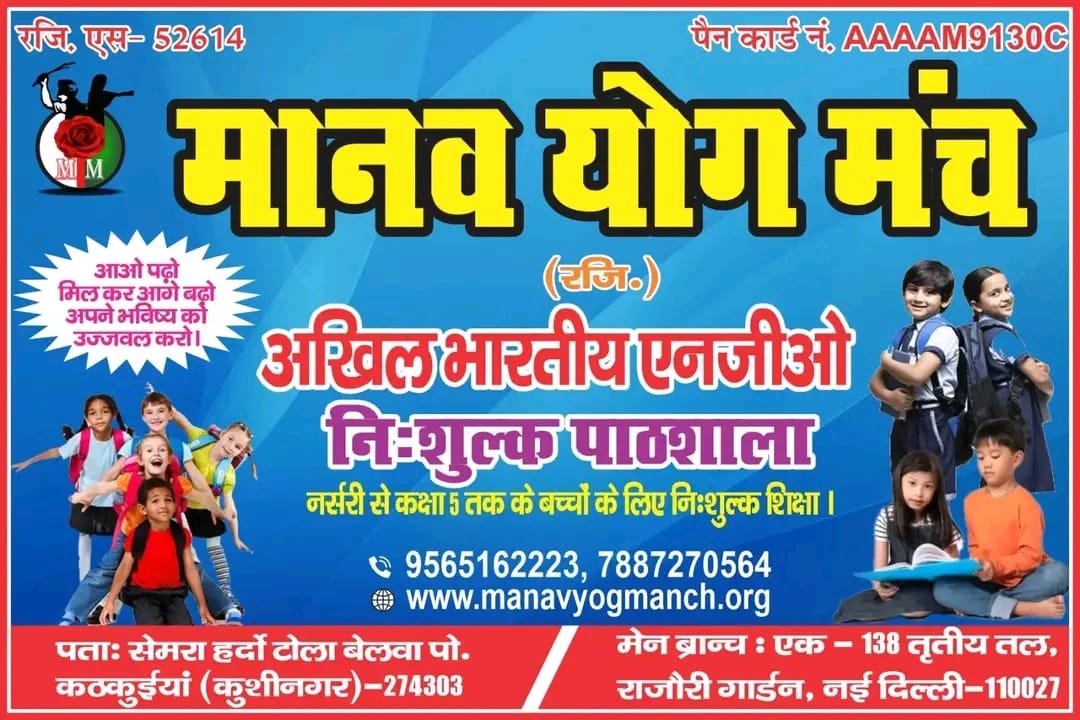 रजि. एस- 52614
पैन कार्ड नं. AAAAM9130C
M M
मानव योग मंच
(रजि.)
आओ पढ़ो
मिल कर आगे बढ़ो
अपने भविष्य को
उज्जवल करो।
अखिल भारतीय एनजीओ
निःशुल्क पाठशाला
नर्सरी से कक्षा 5 तक के बच्चों के लिए निःशुल्क शिक्षा ।
9565162223, 7887270564
www.manavyogmanch.org
पताः सेमरा हर्दो टोला बेलवा पो.
कठकुईयां (कुशीनगर)-274303
मेन ब्रान्च : एक - 138 तृतीय तल,
राजौरी गार्डन, नई दिल्ली-110027